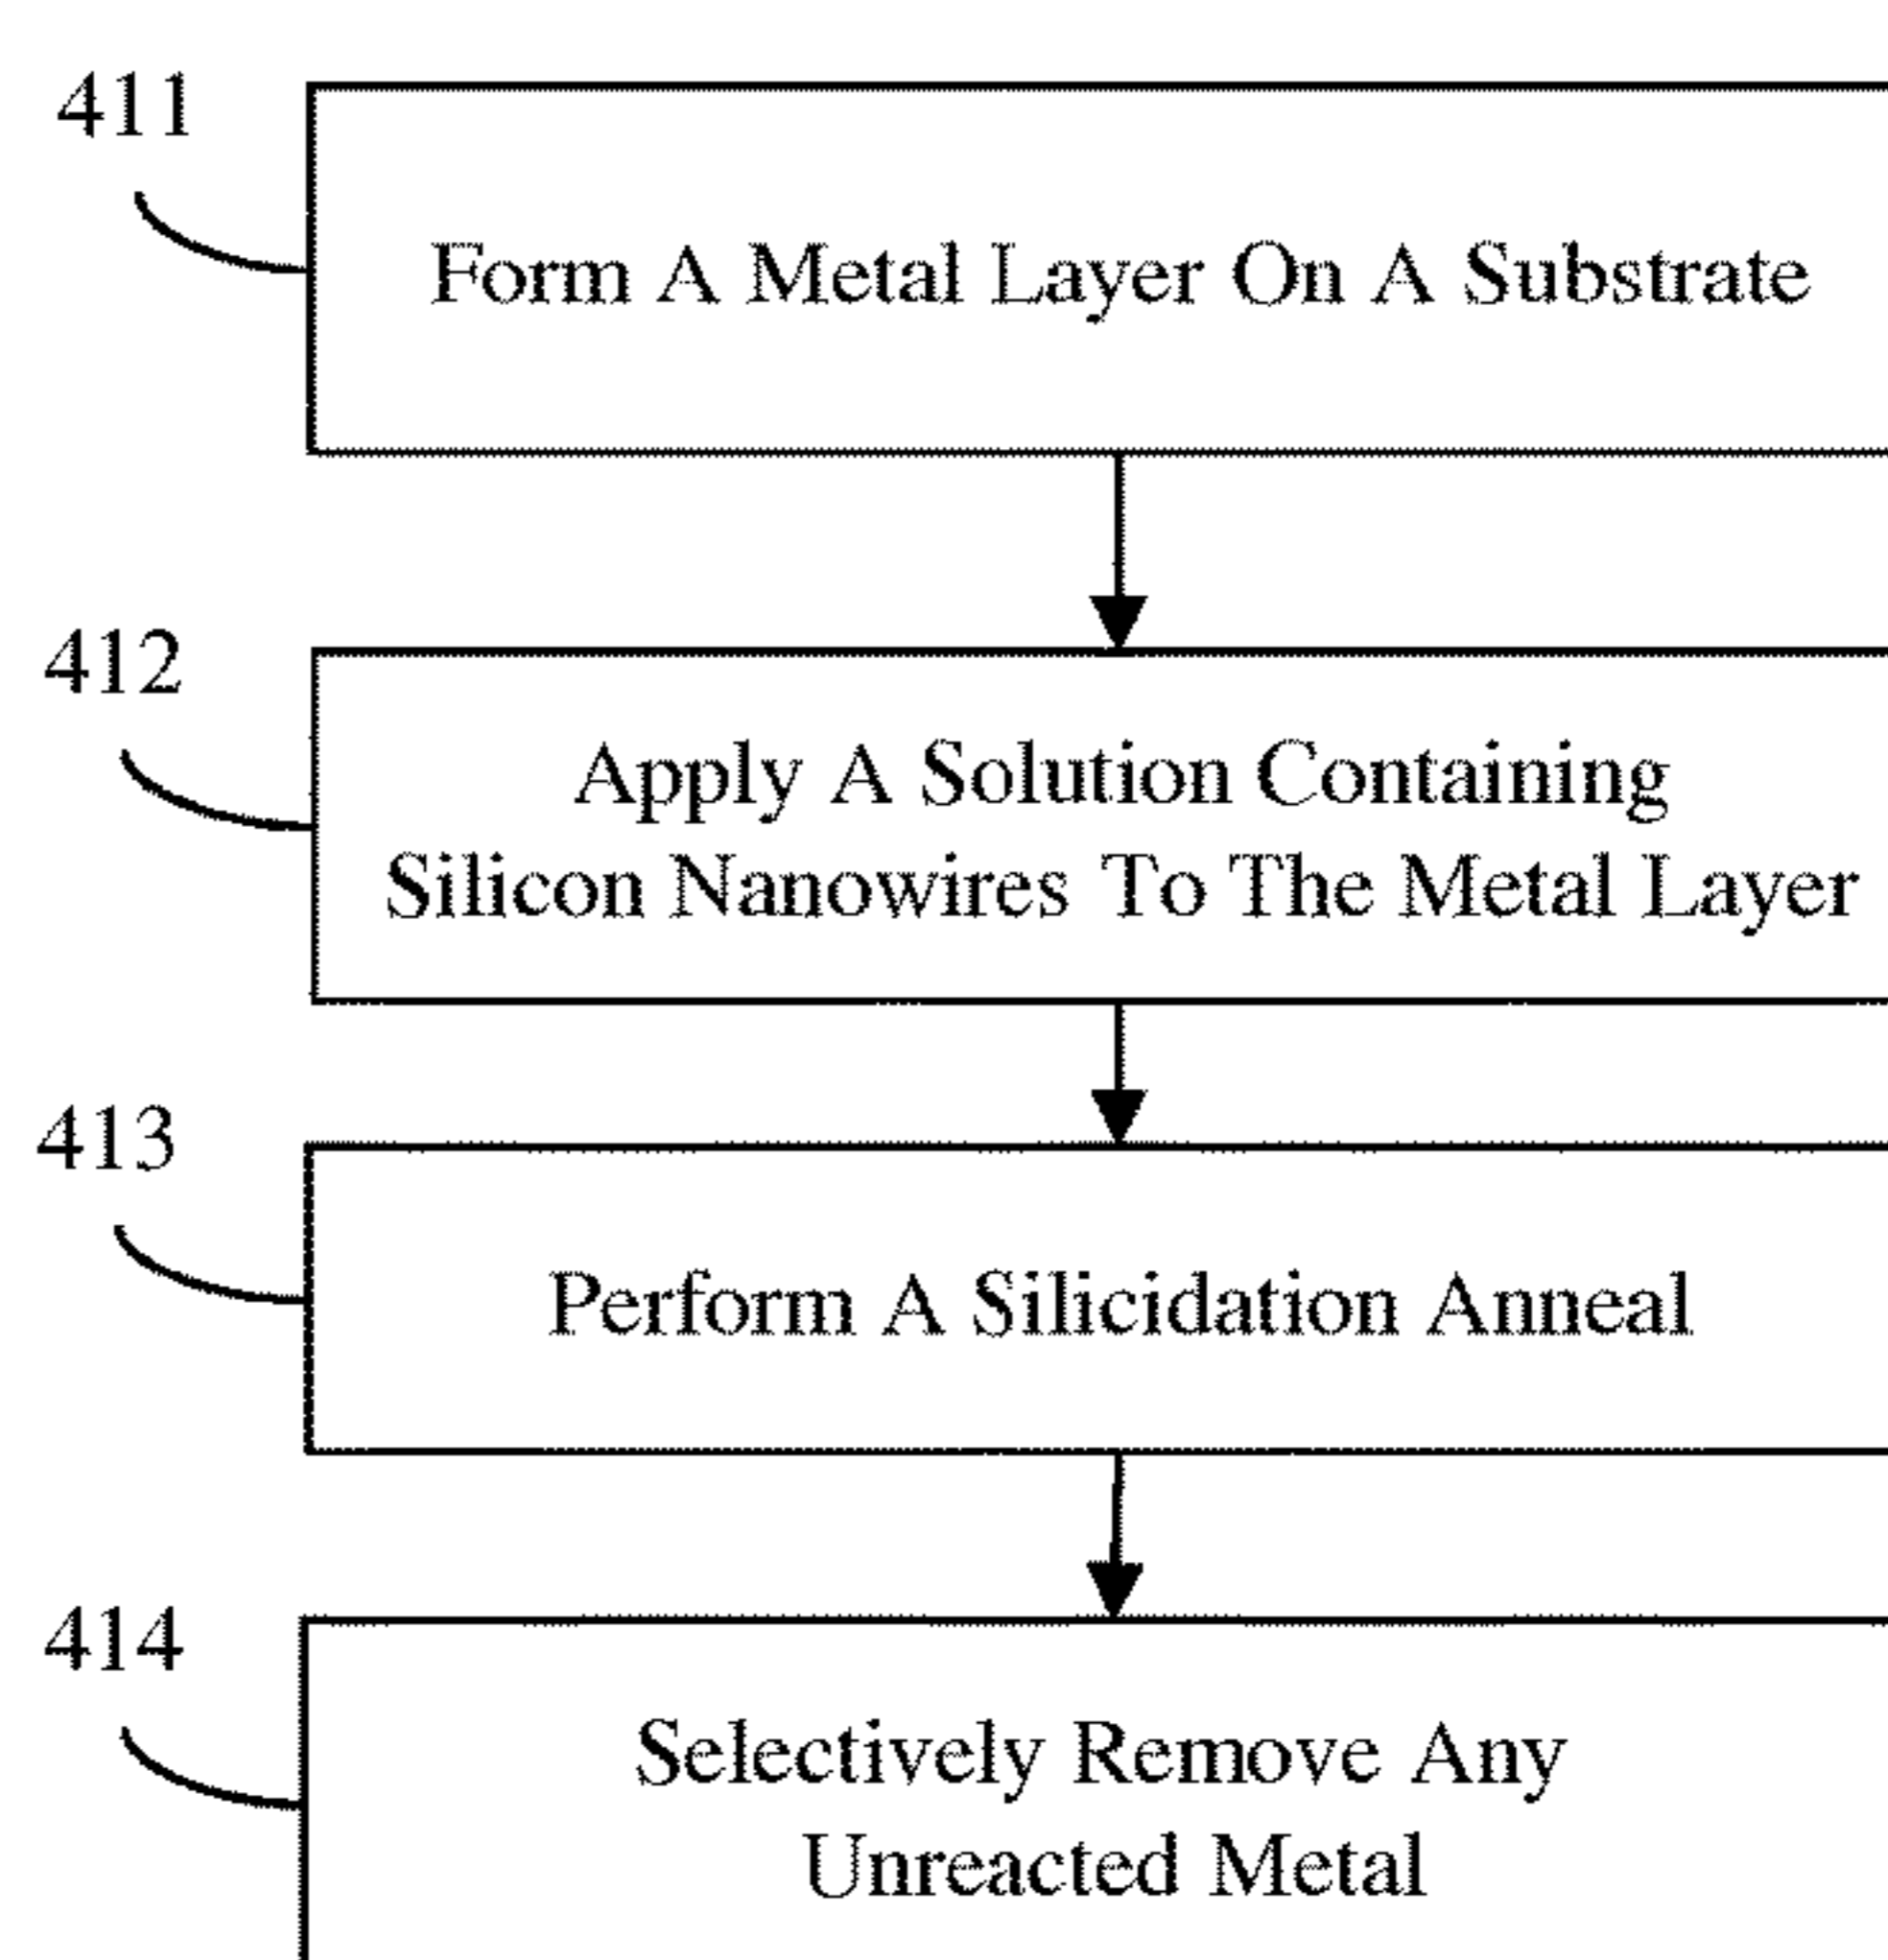 411
Form A Metal Layer On A Substrate
412
Apply A Solution Containing
Silicon Nanowires To The Metal Layer
413
Perform A Silicidation Anneal
414
Selectively Remove Any
Unreacted Metal